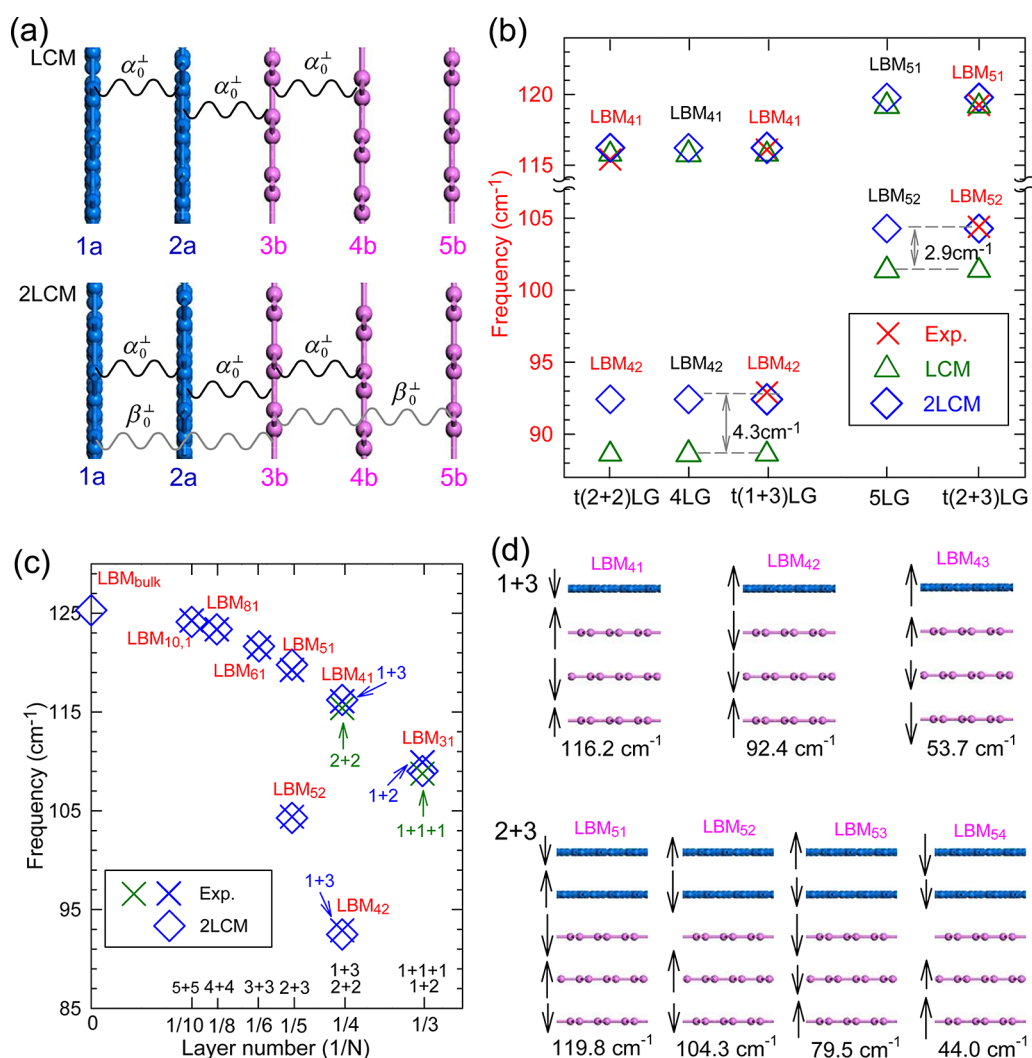 (a)
LCM
α₀⊥ α₀⊥ α₀⊥
1a 2a 3b 4b 5b
2LCM
α₀⊥ α₀⊥ α₀⊥
β₀⊥ β₀⊥
1a 2a 3b 4b 5b
(b)
Frequency (cm⁻¹)
120
115
105
100
95
90
LBM₄₁ LBM₄₁ LBM₄₁ LBM₅₁ LBM₅₁
LBM₅₂ LBM₅₂
2.9cm⁻¹
LBM₄₂ LBM₄₂ LBM₄₂
4.3cm⁻¹
Exp.
LCM
2LCM
t(2+2)LG 4LG t(1+3)LG 5LG t(2+3)LG
(c)
Frequency (cm⁻¹)
125
115
105
95
85
LBMbulk
LBM₁₀,₁
LBM₈₁
LBM₆₁
LBM₅₁
LBM₄₁
1+3
2+2
LBM₃₁
1+2
1+1+1
LBM₅₂
1+3
LBM₄₂
Exp.
2LCM
1+3 1+1+1
5+5 4+4 3+3 2+3 2+2 1+2
0 1/10 1/8 1/6 1/5 1/4 1/3
Layer number (1/N)
(d)
1+3
LBM₄₁ LBM₄₂ LBM₄₃
116.2 cm⁻¹ 92.4 cm⁻¹ 53.7 cm⁻¹
2+3
LBM₅₁ LBM₅₂ LBM₅₃ LBM₅₄
119.8 cm⁻¹ 104.3 cm⁻¹ 79.5 cm⁻¹ 44.0 cm⁻¹